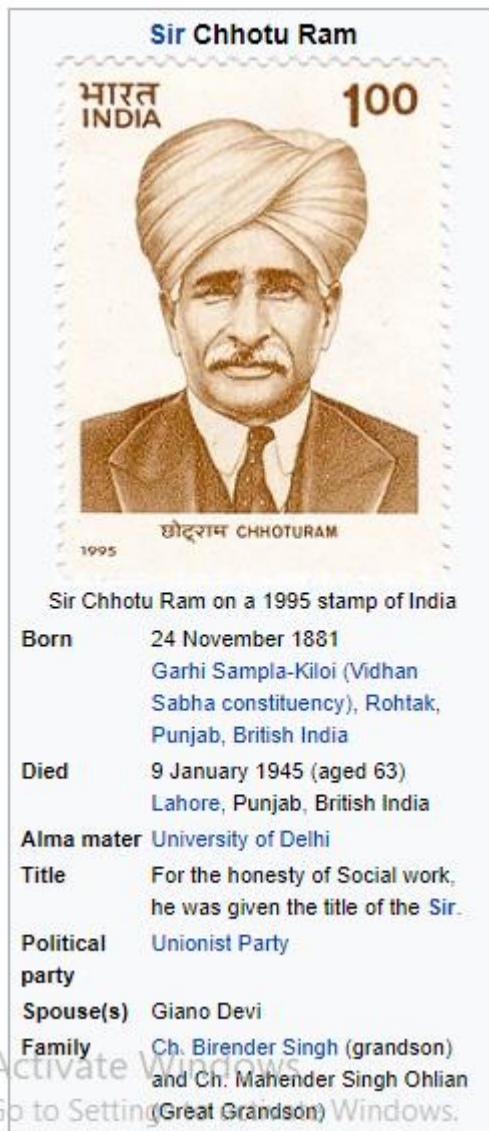 Sir Chhotu Ram
भारत
INDIA
100
छोटूराम CHHOTURAM
1995
Sir Chhotu Ram on a 1995 stamp of India
Born 24 November 1881
Garhi Sampla-Kiloi (Vidhan
Sabha constituency), Rohtak,
Punjab, British India
Died 9 January 1945 (aged 63)
Lahore, Punjab, British India
Alma mater University of Delhi
Title For the honesty of Social work,
he was given the title of the Sir.
Political Unionist Party
party
Spouse(s) Giano Devi
Family Ch. Birender Singh (grandson)
and Ch. Mahender Singh Ohlian
(Great Grandson)
Activate Windows
Go to Settings to activate Windows.